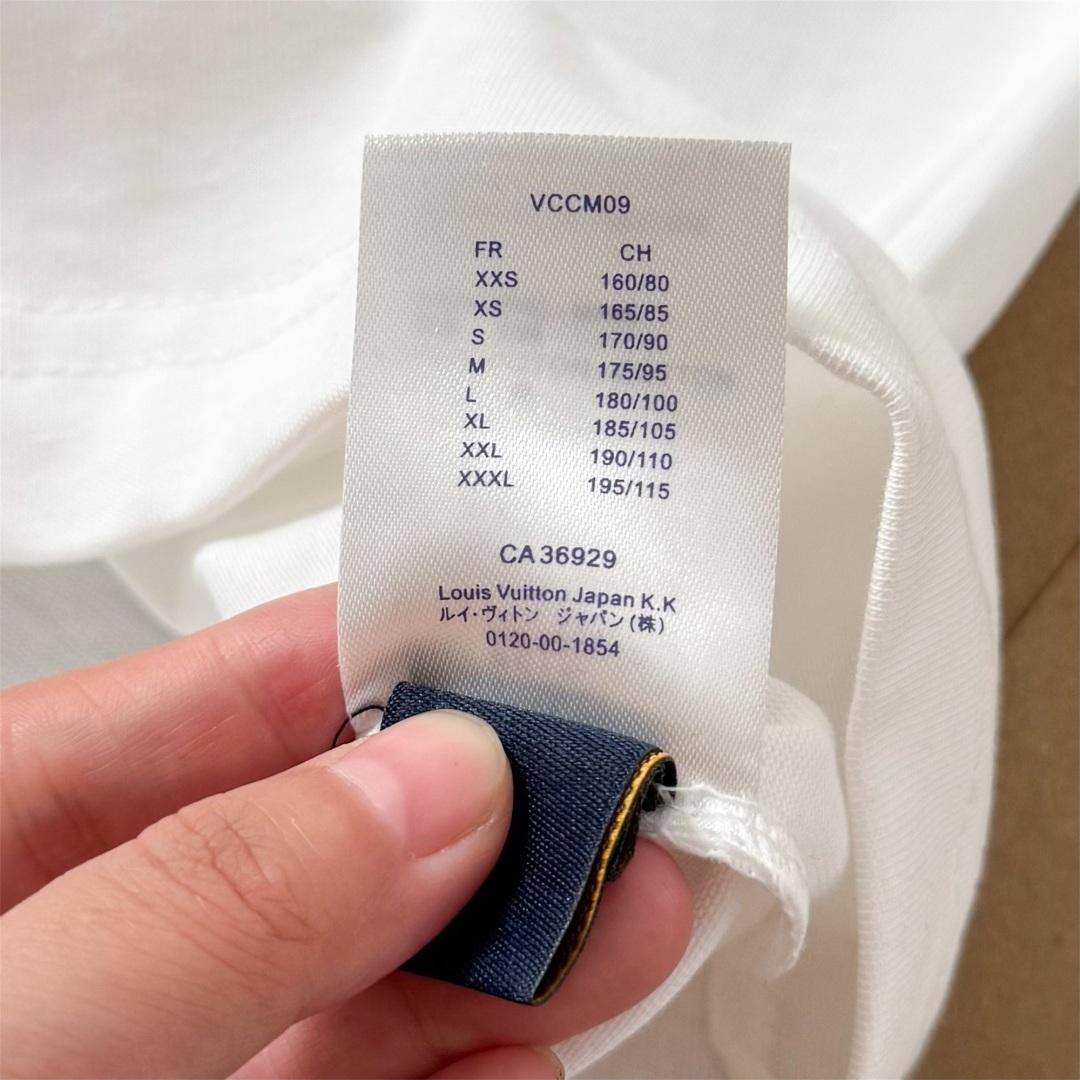 VCCM09
FR CH
XXS 160/80
XS 165/85
S 170/90
M 175/95
L 180/100
XL 185/105
XXL 190/110
XXXL 195/115
CA 36929
Louis Vuitton Japan K.K
ルイ・ヴィトン ジャパン(株)
0120-00-1854